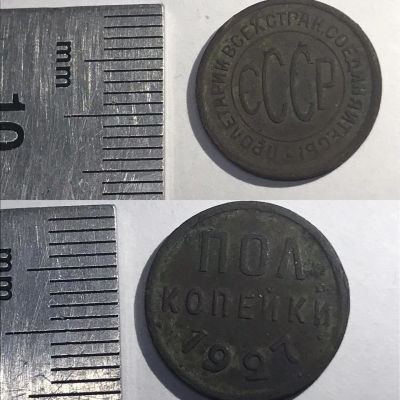 mm
10
ПРОЛЕТАРИИ ВСЕХ СТРАН, СОЕДИНЯЙТЕСЬ!
СССР
mm
ПОЛ
КОПЕЙКИ
1927